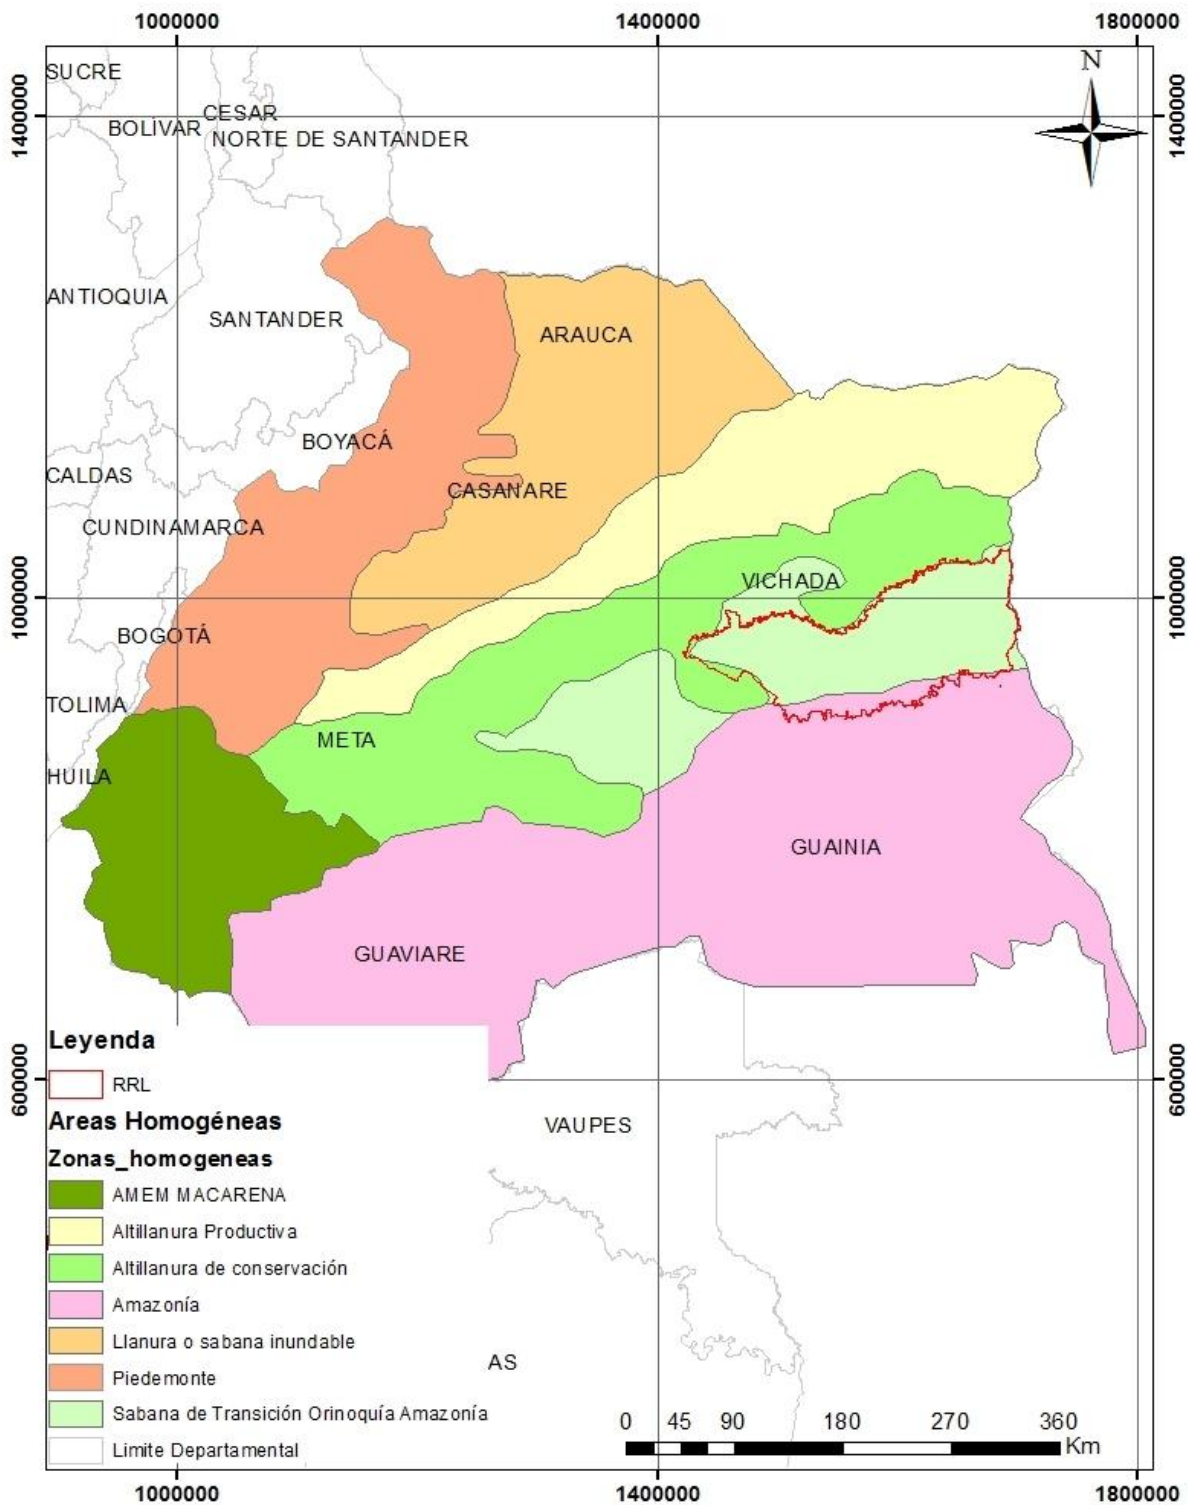 1000000 1400000 1800000
N
1400000 1400000
SUCRE
CESAR
BOLÍVAR
NORTE DE SANTANDER
ANTIOQUIA
SANTANDER
ARAUCA
BOYACÁ
CALDAS
CASANARE
CUNDINAMARCA
VICHADA
1000000 1000000
BOGOTÁ
TOLIMA
META
HUILA
GUAINIA
GUAVIARE
600000 600000
VAUPES
AS
Leyenda
RRL
Areas Homogéneas
Zonas_homogeneas
AMEM MACARENA
Altillanura Productiva
Altillanura de conservación
Amazonía
Llanura o sabana inundable
Piedemonte
Sabana de Transición Orinoquía Amazonía
Limite Departamental
0 45 90 180 270 360
Km
1000000 1400000 1800000